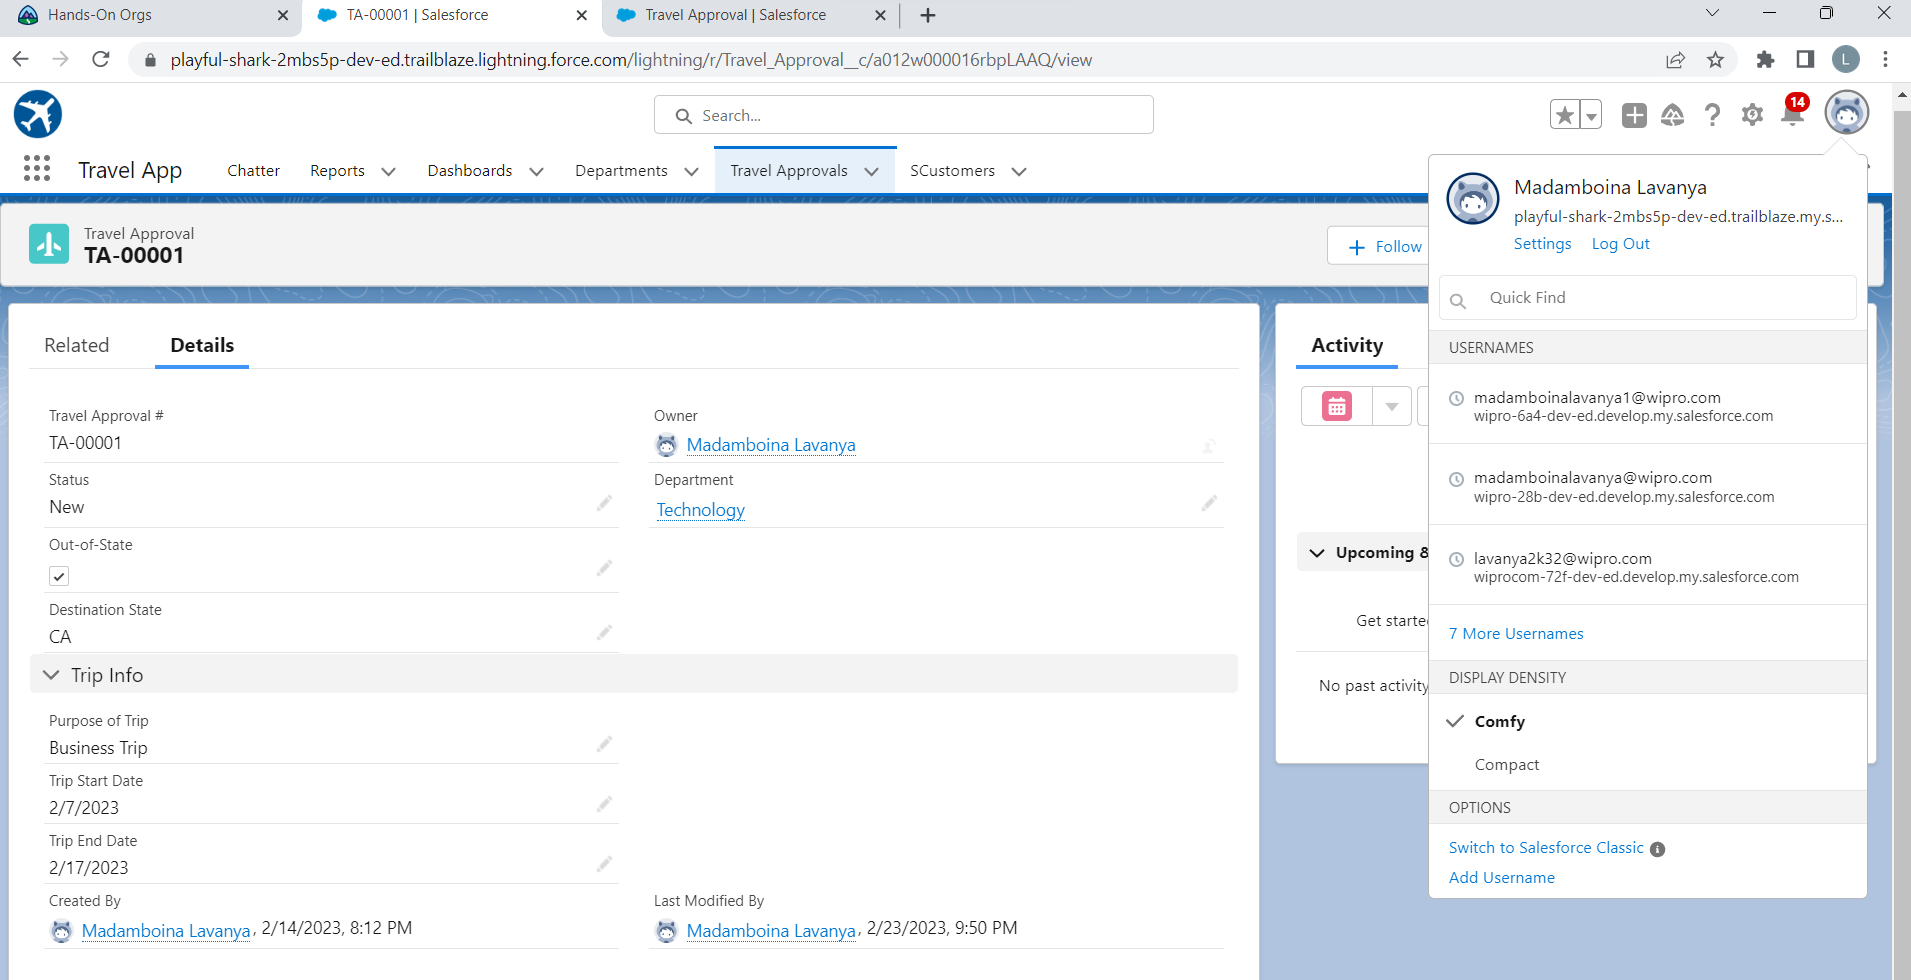 Hands-On Orgs
TA-00001 | Salesforce
Travel Approval | Salesforce
playful-shark-2mbs5p-dev-ed.trailblaze.lightning.force.com/lightning/r/Travel_Approval__c/a012w000016rbpLAAQ/view
L
Search...
14
Travel App
Chatter
Reports
Dashboards
Departments
Travel Approvals
SCustomers
Travel Approval
TA-00001
Follow
Related
Details
Travel Approval #
TA-00001
Owner
Madamboina Lavanya
Status
New
Department
Technology
Out-of-State
Destination State
CA
Trip Info
Purpose of Trip
Business Trip
Trip Start Date
2/7/2023
Trip End Date
2/17/2023
Created By
Madamboina Lavanya, 2/14/2023, 8:12 PM
Last Modified By
Madamboina Lavanya, 2/23/2023, 9:50 PM
Activity
Upcoming &
Get starte
No past activity
Madamboina Lavanya
playful-shark-2mbs5p-dev-ed.trailblaze.my.s...
Settings
Log Out
Quick Find
USERNAMES
madamboinalavanya1@wipro.com
wipro-6a4-dev-ed.develop.my.salesforce.com
madamboinalavanya@wipro.com
wipro-28b-dev-ed.develop.my.salesforce.com
lavanya2k32@wipro.com
wiprocom-72f-dev-ed.develop.my.salesforce.com
7 More Usernames
DISPLAY DENSITY
Comfy
Compact
OPTIONS
Switch to Salesforce Classic
Add Username